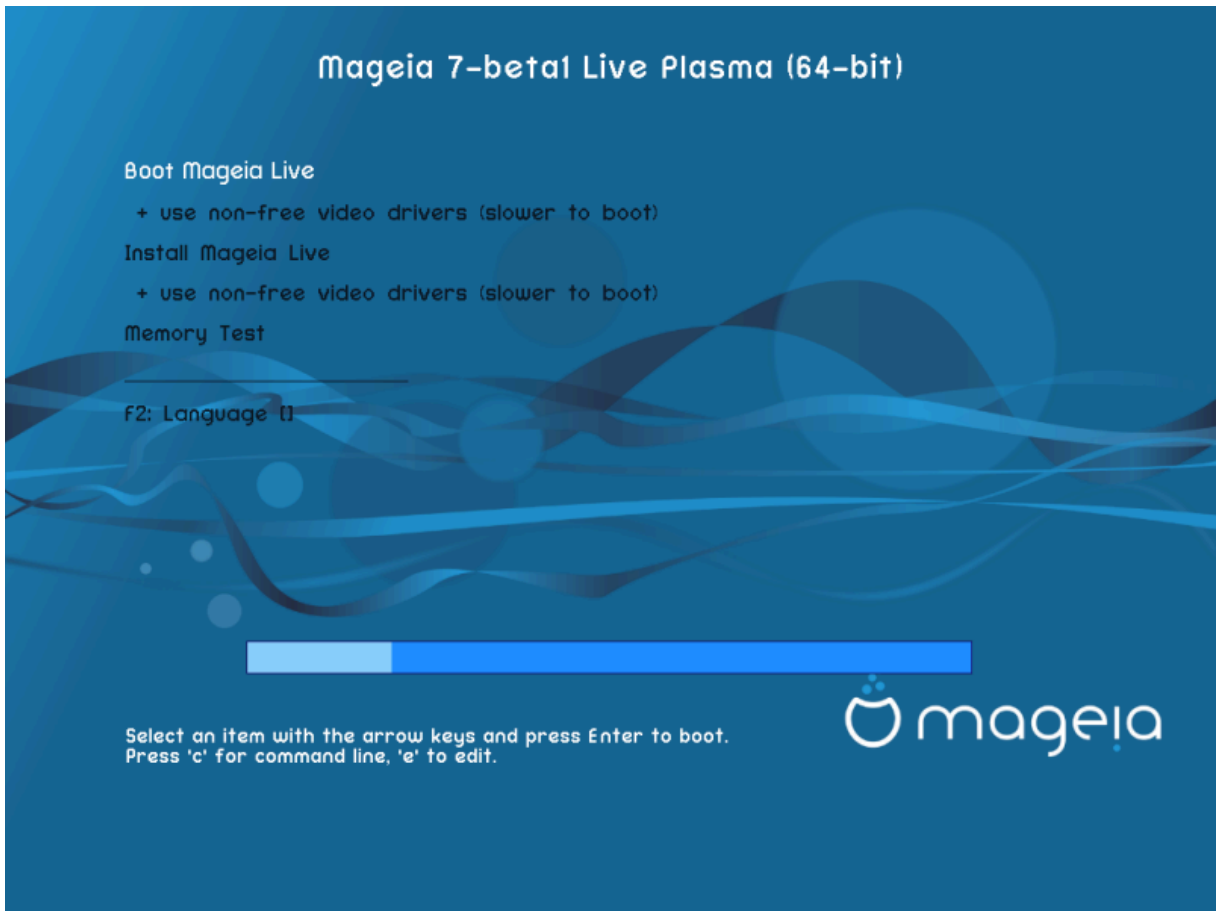 Mageia 7-beta1 Live Plasma (64-bit)
Boot Mageia Live
+ use non-free video drivers (slower to boot)
Install Mageia Live
+ use non-free video drivers (slower to boot)
Memory Test
F2: Language []
mageia
Select an item with the arrow keys and press Enter to boot.
Press 'c' for command line, 'e' to edit.